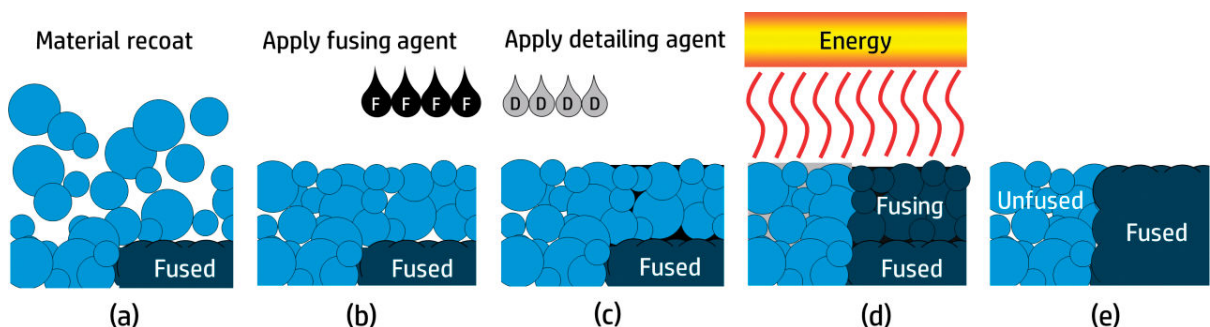 Material recoat
Apply fusing agent
Apply detailing agent
Energy
F F F F
D D D D
Unfused
Fusing
Fused
Fused
Fused
Fused
Fused
(a)
(b)
(c)
(d)
(e)